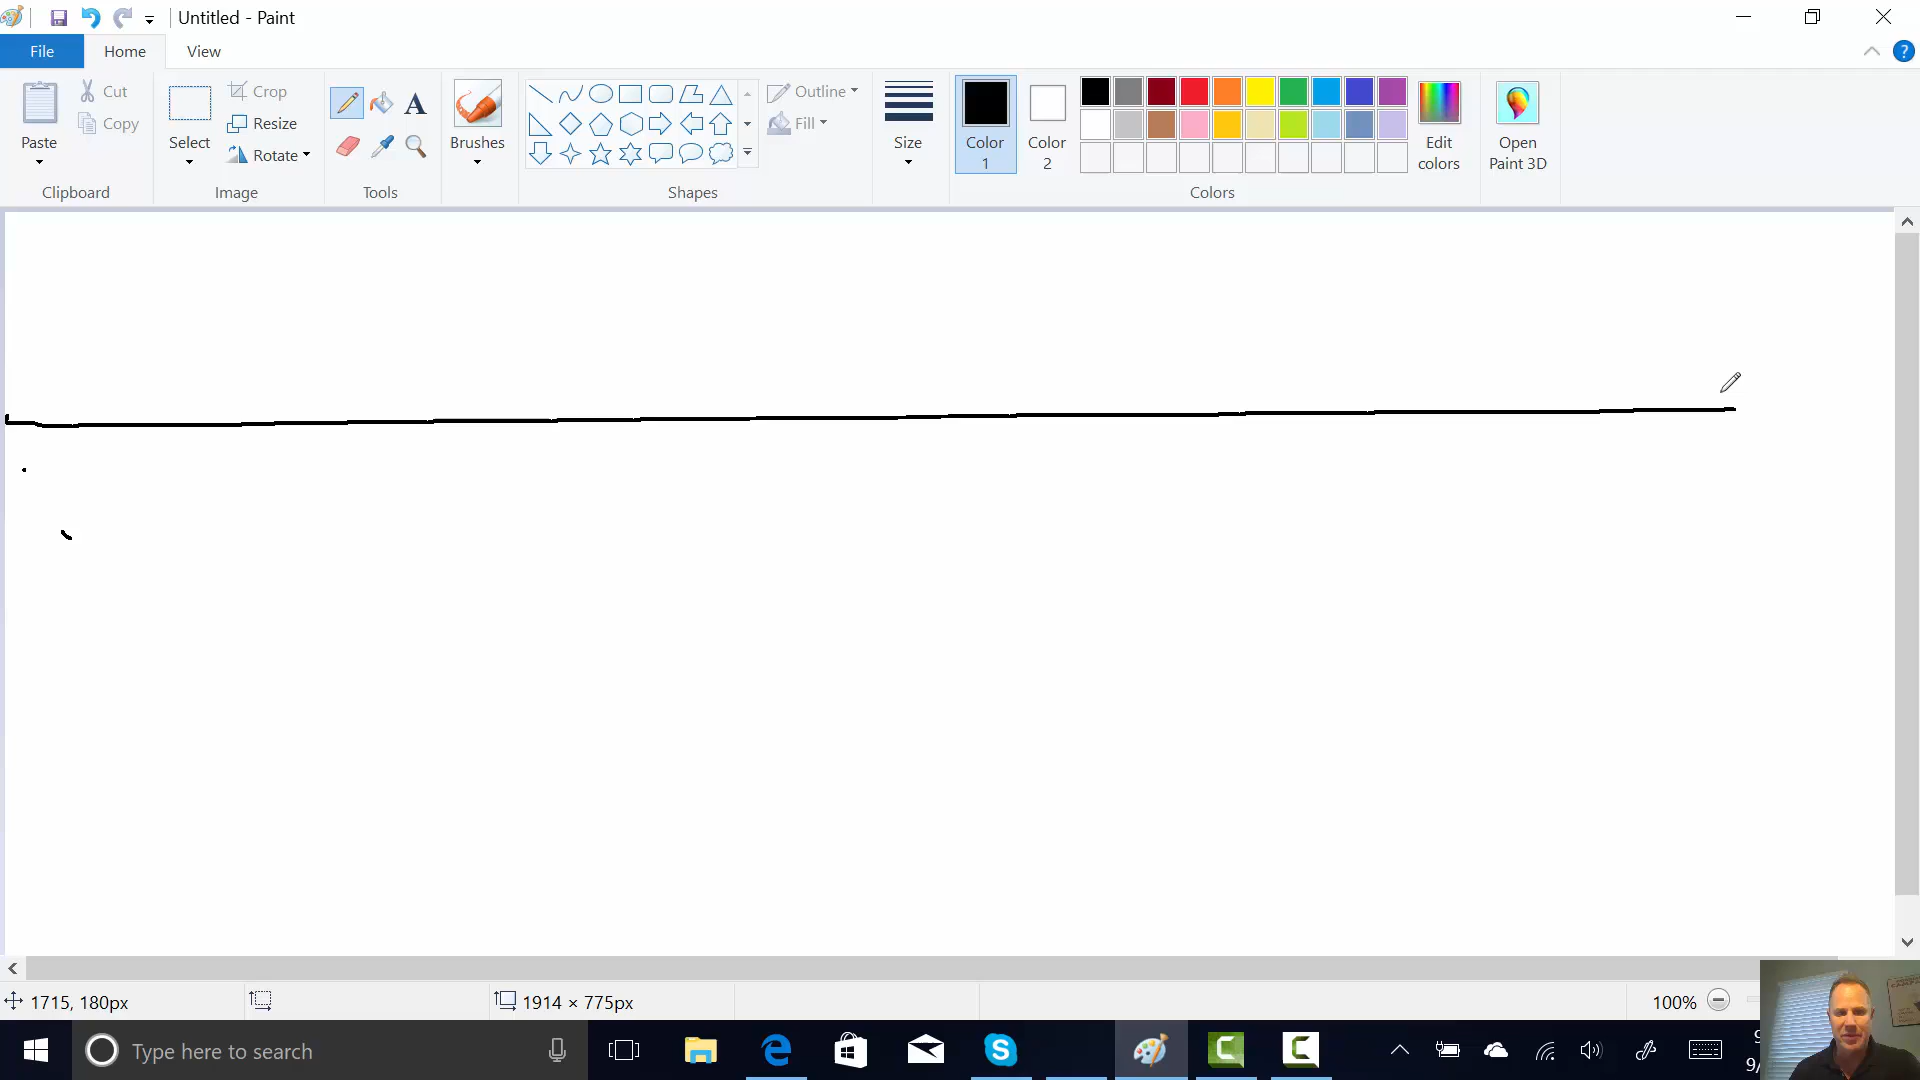 Untitled - Paint
File Home View
Paste
Cut
Copy
Clipboard
Select
Crop
Resize
Rotate
Image
A
Tools
Brushes
Shapes
Outline
Fill
Size
Color 1
Color 2
Colors
Edit colors
Open Paint 3D
?
1715, 180px
1914 × 775px
100%
Type here to search